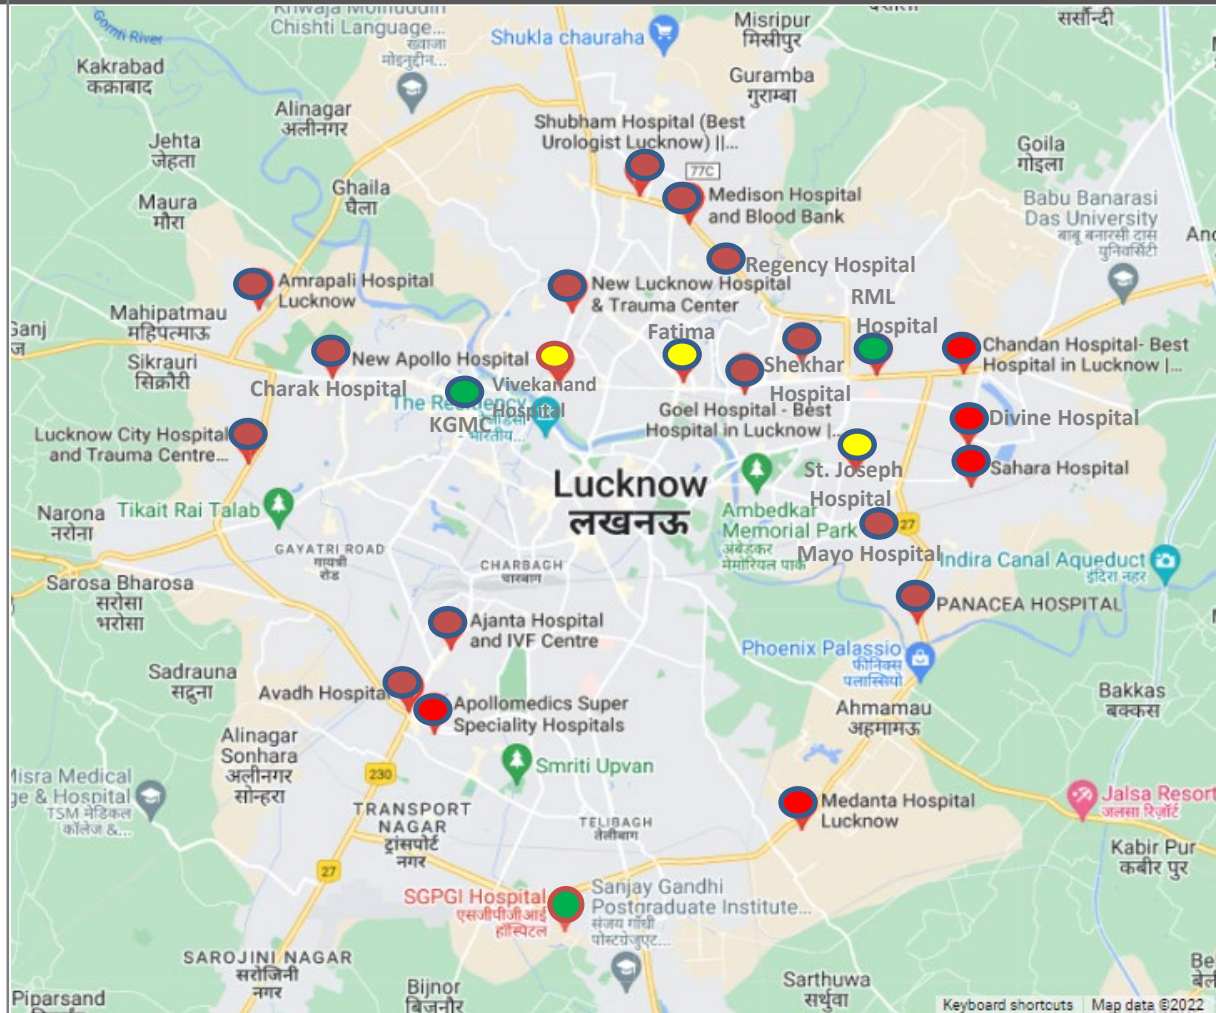 Khwaja Moinuddin
Chishti Language...
ख़्वाजा
मोइनुद्दीन...
Gomti River
Kakrabad
कक्राबाद
Shukla chauraha
Misripur
मिस्रीपुर
सरसौन्दी
Guramba
गुराम्बा
Alinagar
अलीनगर
Jehta
जेहता
Shubham Hospital (Best
Urologist Lucknow) ||...
77C
Goila
गोइला
Maura
मौरा
Ghaila
घैला
Medison Hospital
and Blood Bank
Babu Banarasi
Das University
बाबू बनारसी दास
यूनिवर्सिटी
Regency Hospital
Amrapali Hospital
Lucknow
New Lucknow Hospital
& Trauma Center
RML
Hospital
Mahipatmau
महिपत्माऊ
Ganj
ज
Fatima
Chandan Hospital- Best
Hospital in Lucknow |...
Sikrauri
सिक्रौरी
New Apollo Hospital
Charak Hospital
Vivekanand
Hospital
The Residency
KGMC
Shekhar
Hospital
Goel Hospital - Best
Hospital in Lucknow |...
Divine Hospital
Lucknow City Hospital
and Trauma Centre...
St. Joseph
Hospital
Sahara Hospital
Lucknow
लखनऊ
Tikait Rai Talab
Narona
नरोना
Ambedkar
Memorial Park
अंबेडकर
मेमोरियल पार्क
27
Mayo Hospital
GAYATRI ROAD
गायत्री
रोड
CHARBAGH
चारबाग
Indira Canal Aqueduct
इंदिरा नहर
Sarosa Bharosa
सरोसा
भरोसा
PANACEA HOSPITAL
Ajanta Hospital
and IVF Centre
Phoenix Palassio
फीनिक्स
पलास्सियो
Sadrauna
सद्रुना
Avadh Hospital
Apollomedics Super
Speciality Hospitals
Bakkas
बक्कस
Ahmamau
अहमामऊ
Alinagar
Sonhara
अलीनगर
सोन्हरा
Smriti Upvan
230
Misra Medical
ge & Hospital
TSM मेडिकल
कॉलेज &...
TRANSPORT
NAGAR
ट्रांसपोर्ट
नगर
TELIBAGH
तेलीबाग
Medanta Hospital
Lucknow
Jalsa Resort
जलसा रिज़ॉर्ट
Kabir Pur
कबीर पुर
27
SGPGI Hospital
एसजीपीजीआई
हॉस्पिटल
Sanjay Gandhi
Postgraduate Institute...
संजय गाँधी
पोस्टग्रेजुएट...
SAROJINI NAGAR
सरोजिनी
नगर
Bijnor
बिजनौर
Sarthuwa
सर्थुवा
Piparsand
Keyboard shortcuts
Map data ©2022